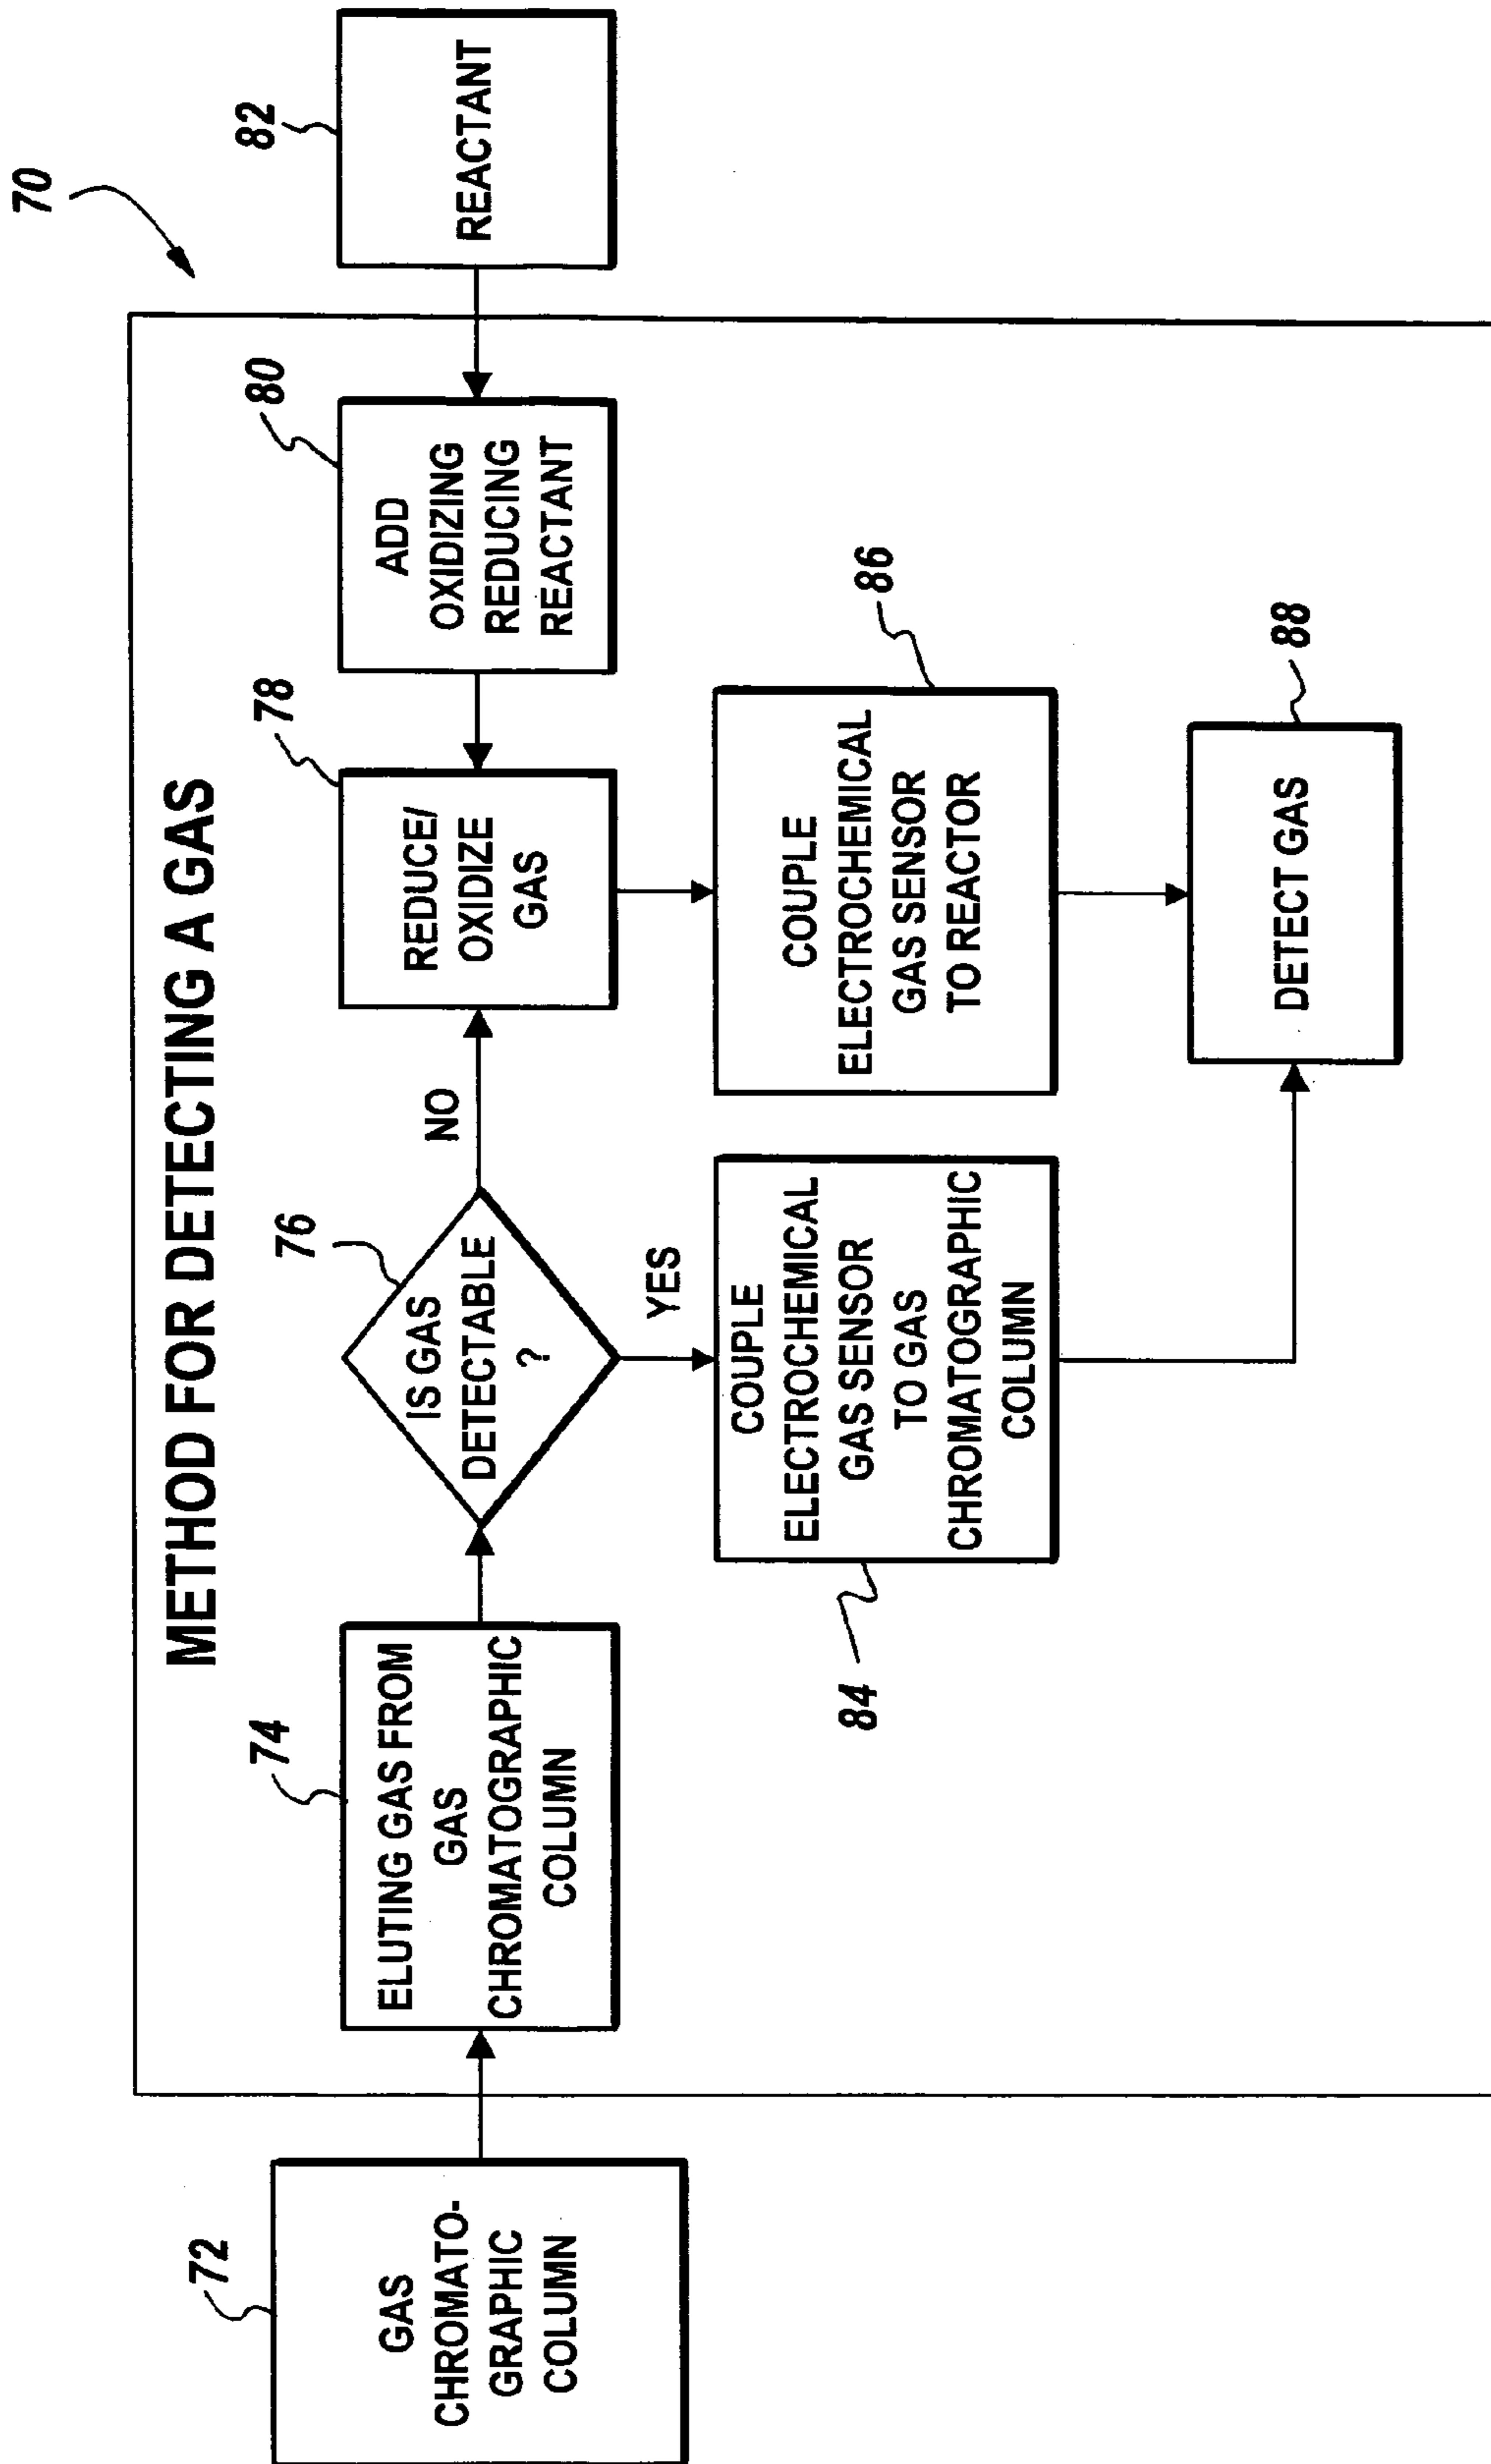 METHOD FOR DETECTING A GAS
70
72
GAS
CHROMATO-
GRAPHIC
COLUMN
74
ELUTING GAS FROM
GAS
CHROMATOGRAPHIC
COLUMN
76
IS GAS
DETECTABLE
?
NO
YES
78
REDUCE/
OXIDIZE
GAS
80
ADD
OXIDIZING
REDUCING
REACTANT
82
REACTANT
84
COUPLE
ELECTROCHEMICAL
GAS SENSOR
TO GAS
CHROMATOGRAPHIC
COLUMN
86
COUPLE
ELECTROCHEMICAL
GAS SENSOR
TO REACTOR
88
DETECT GAS